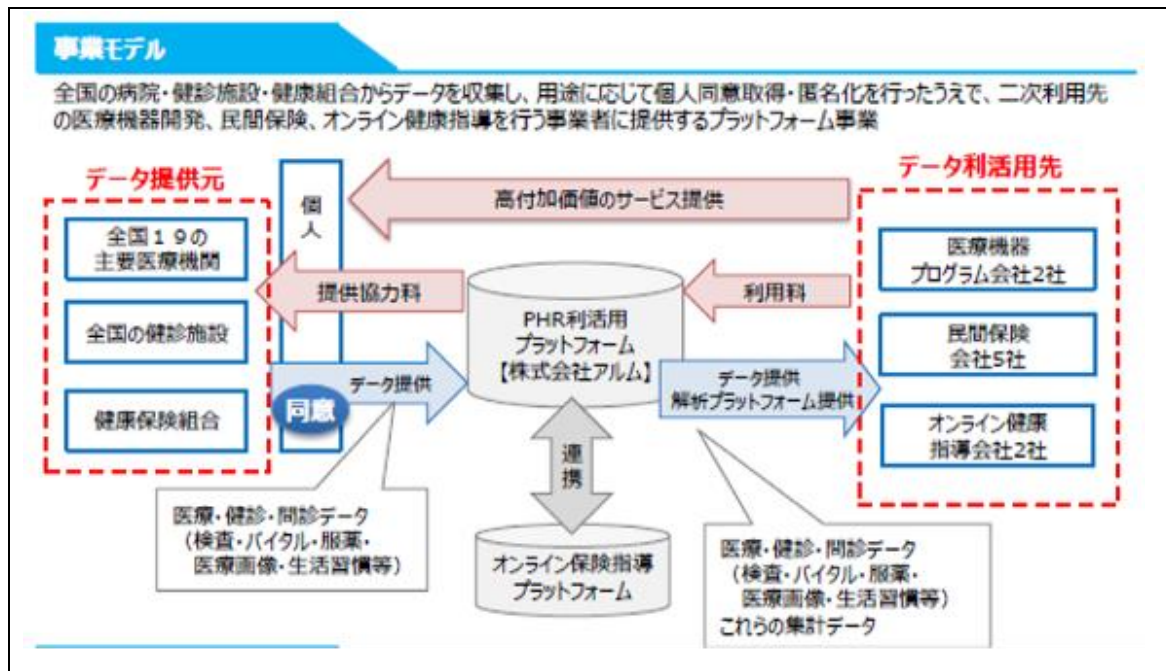 事業モデル
全国の病院・健診施設・健康組合からデータを収集し、用途に応じて個人同意取得・匿名化を行ったうえで、二次利用先
の医療機器開発、民間保険、オンライン健康指導を行う事業者に提供するプラットフォーム事業
データ提供元
データ利活用先
個
人
高付加価値のサービス提供
全国19の
主要医療機関
医療機器
プログラム会社2社
提供協力料
利用料
全国の健診施設
PHR利活用
プラットフォーム
【株式会社アルム】
民間保険
会社5社
データ提供
データ提供
解析プラットフォーム提供
同意
健康保険組合
オンライン健康
指導会社2社
連
携
医療・健診・問診データ
(検査・バイタル・服薬・
医療画像・生活習慣等)
オンライン保険指導
プラットフォーム
医療・健診・問診データ
(検査・バイタル・服薬・
医療画像・生活習慣等)
これらの集計データ